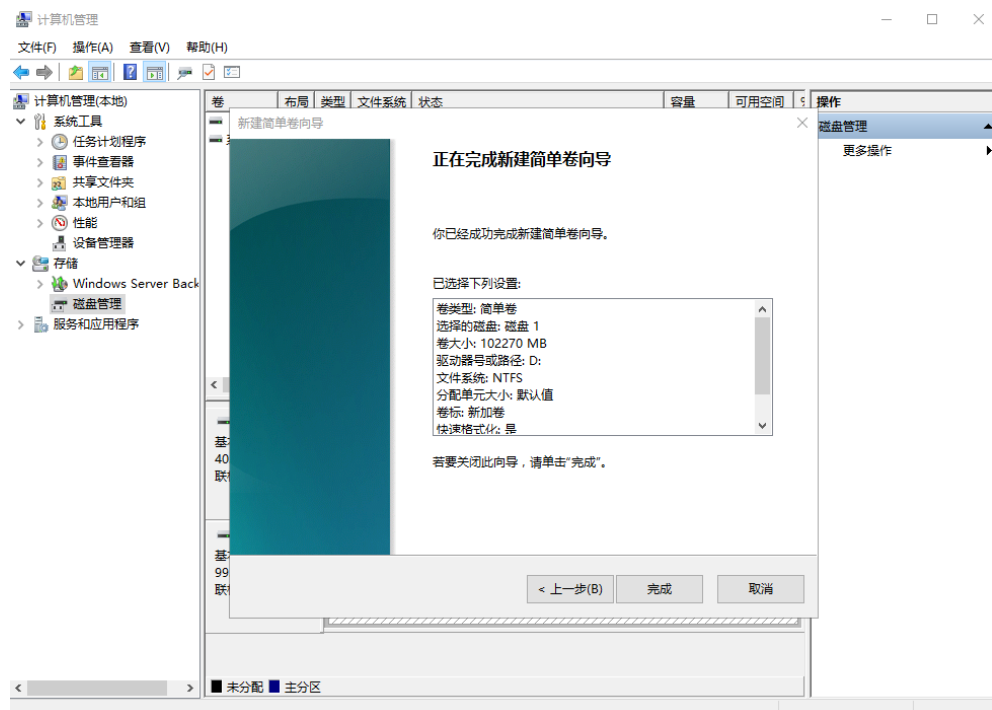 计算机管理
文件(F) 操作(A) 查看(V) 帮助(H)
计算机管理(本地)
系统工具
任务计划程序
事件查看器
共享文件夹
本地用户和组
性能
设备管理器
存储
Windows Server Back
磁盘管理
服务和应用程序
卷 布局 类型 文件系统 状态 容量 可用空间
新建简单卷向导
正在完成新建简单卷向导
你已经成功完成新建简单卷向导。
已选择下列设置:
卷类型: 简单卷
选择的磁盘: 磁盘 1
卷大小: 102270 MB
驱动器号或路径: D:
文件系统: NTFS
分配单元大小: 默认值
卷标: 新加卷
快速格式化: 是
若要关闭此向导，请单击"完成"。
< 上一步(B) 完成 取消
基
40
联
基
99
联
未分配 主分区
操作
磁盘管理
更多操作